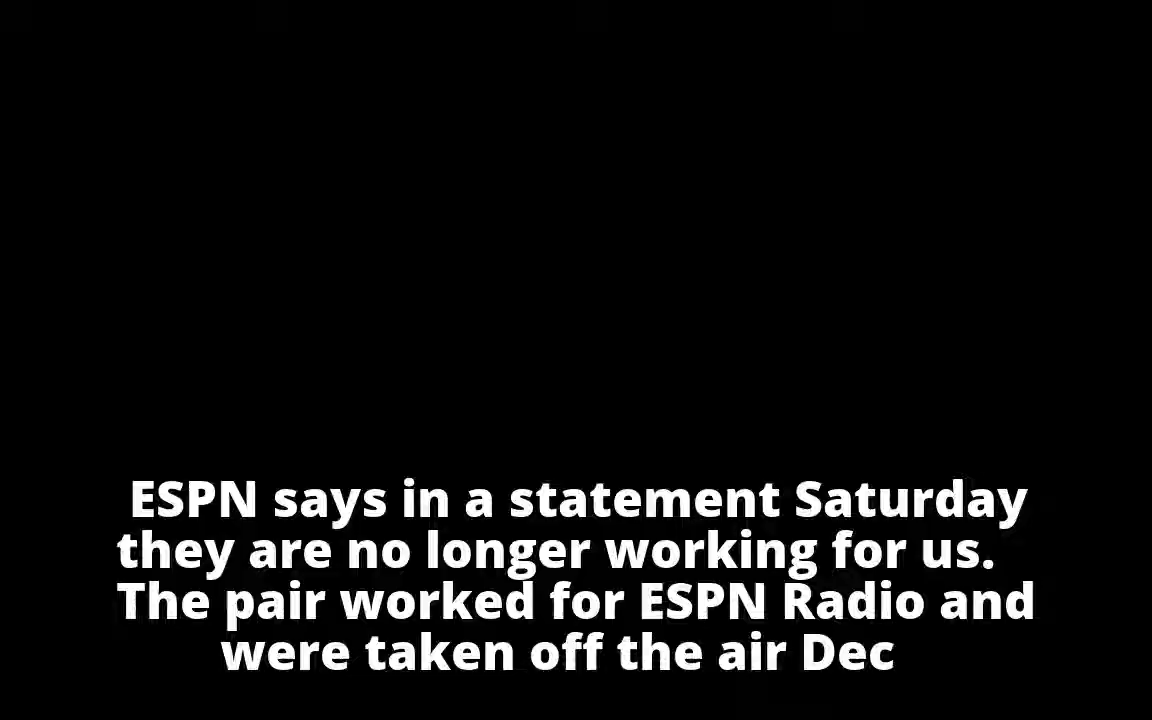 ESPN says in a statement Saturday
they are no longer working for us.
The pair worked for ESPN Radio and
were taken off the air Dec